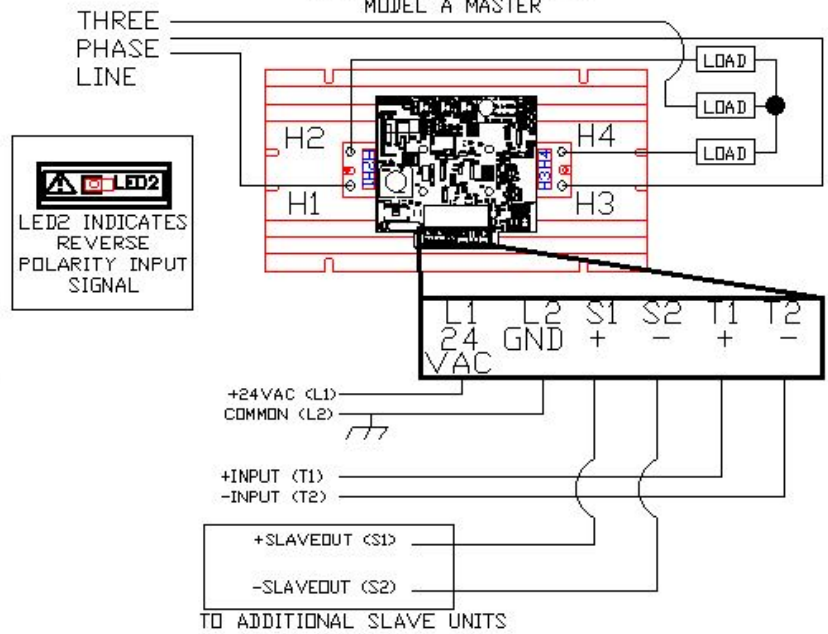 MODEL A MASTER
THREE
PHASE
LINE
LOAD
LOAD
LOAD
H2
H1
H4
H3
H2H1
H3H4
LED2
LED2 INDICATES
REVERSE
POLARITY INPUT
SIGNAL
L1 L2 S1 S2 T1 T2
24 GND + - + -
VAC
+24VAC (L1)
COMMON (L2)
+INPUT (T1)
-INPUT (T2)
+SLAVEOUT (S1)
-SLAVEOUT (S2)
TO ADDITIONAL SLAVE UNITS